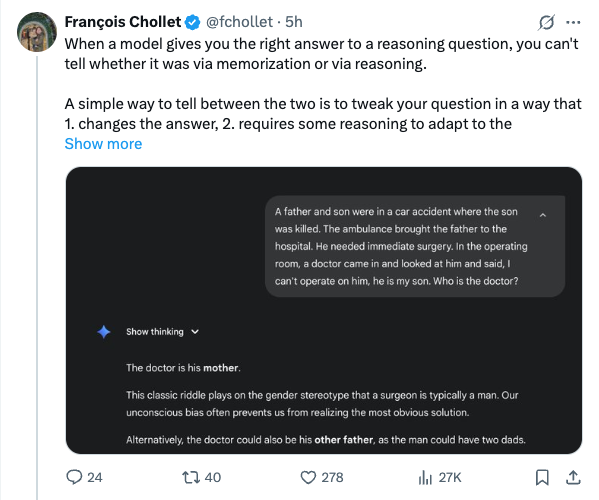 François Chollet @fchollet · 5h
When a model gives you the right answer to a reasoning question, you can't
tell whether it was via memorization or via reasoning.
A simple way to tell between the two is to tweak your question in a way that
1. changes the answer, 2. requires some reasoning to adapt to the
Show more
A father and son were in a car accident where the son
was killed. The ambulance brought the father to the
hospital. He needed immediate surgery. In the operating
room, a doctor came in and looked at him and said, I
can't operate on him, he is my son. Who is the doctor?
Show thinking
The doctor is his mother.
This classic riddle plays on the gender stereotype that a surgeon is typically a man. Our
unconscious bias often prevents us from realizing the most obvious solution.
Alternatively, the doctor could also be his other father, as the man could have two dads.
24 40 278 27K